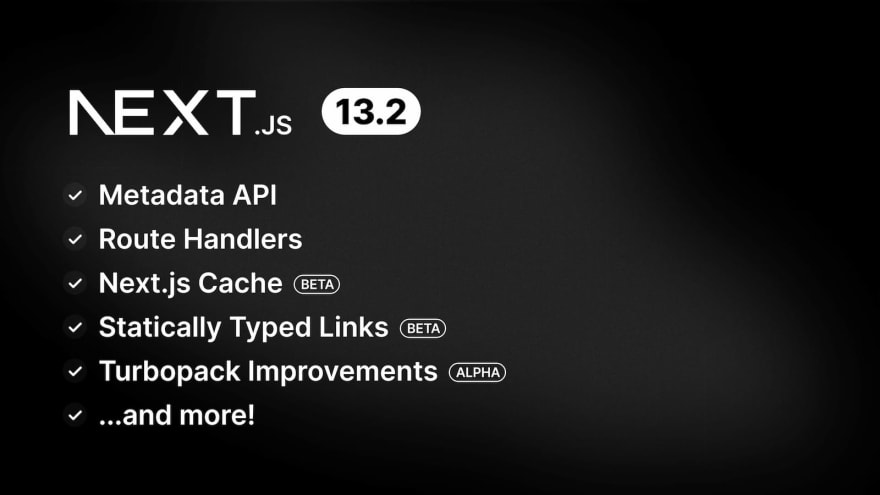 NEXT.JS 13.2
Metadata API
Route Handlers
Next.js Cache BETA
Statically Typed Links BETA
Turbopack Improvements ALPHA
...and more!